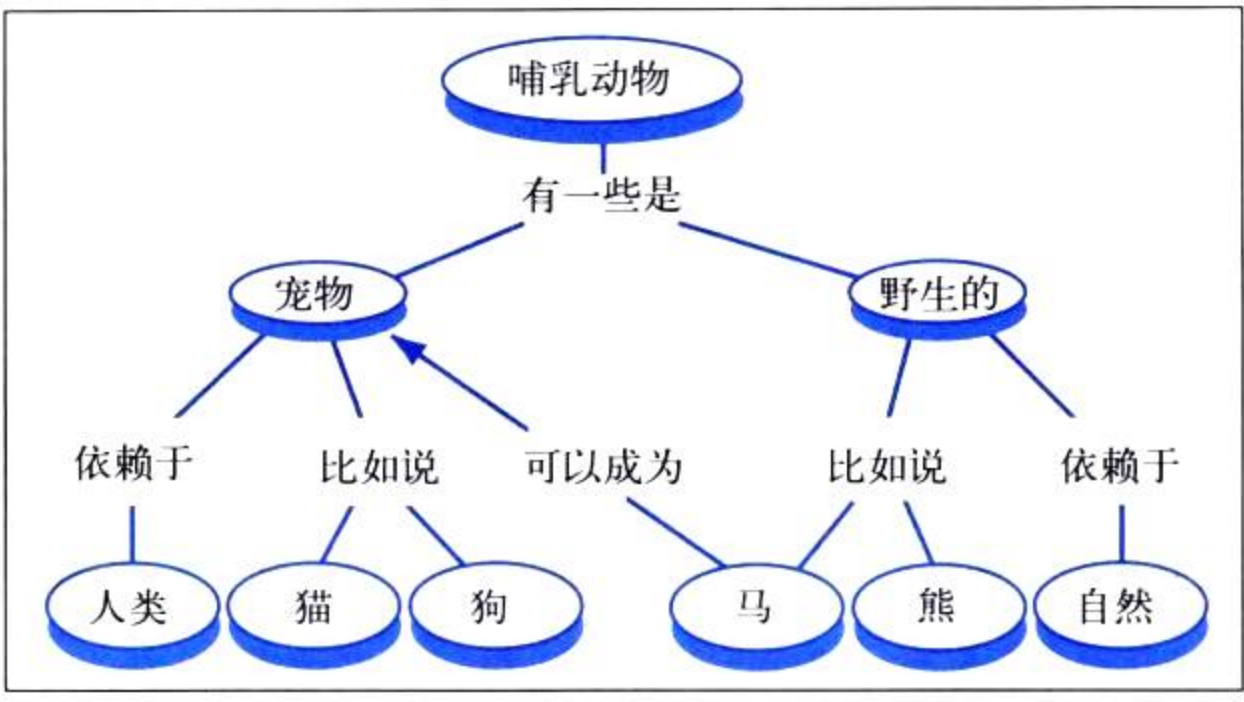 哺乳动物
有一些是
宠物
野生的
依赖于
比如说
可以成为
比如说
依赖于
人类
猫
狗
马
熊
自然